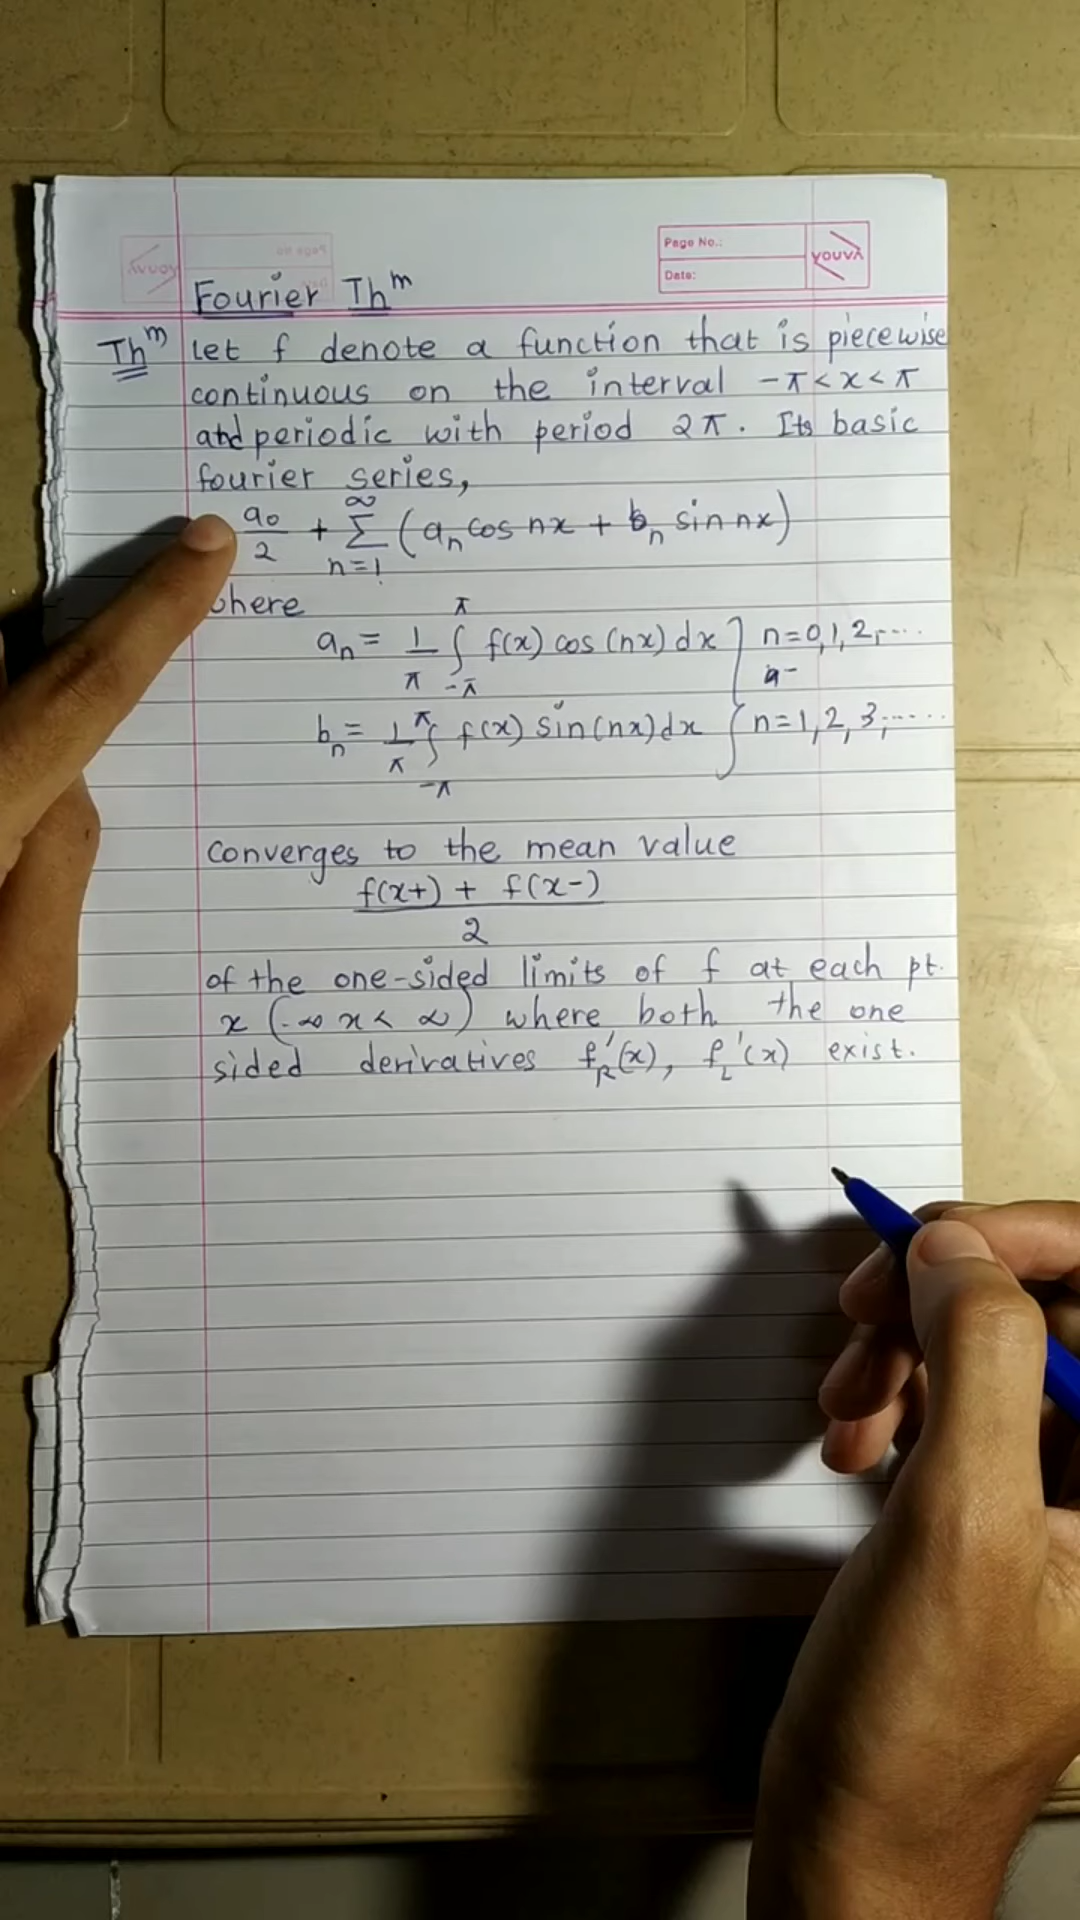 Page No.:
Date:
YOUVA
Fourier Thᵐ
Thᵐ Let f denote a function that is piecewise
continuous on the interval -π<x<π
and periodic with period 2π. Its basic
fourier series,
a₀/2 + ∞Σn=1 (aₙ cos nx + bₙ sin nx)
where
aₙ = 1/π ∫_-π^π f(x) cos (nx) dx } n=0,1,2,....
bₙ = 1/π ∫_-π^π f(x) sin(nx) dx } n=1,2,3,......
converges to the mean value
f(x+) + f(x-)
2
of the one-sided limits of f at each pt.
x (-∞ x < ∞) where both the one
sided derivatives f'_R(x), f_L'(x) exist.